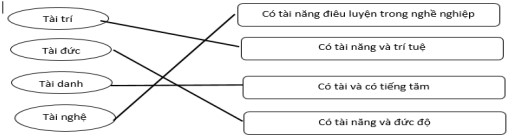 Tài trí
Có tài năng điêu luyện trong nghề nghiệp
Tài đức
Có tài năng và trí tuệ
Tài danh
Có tài và có tiếng tăm
Tài nghệ
Có tài năng và đức độ